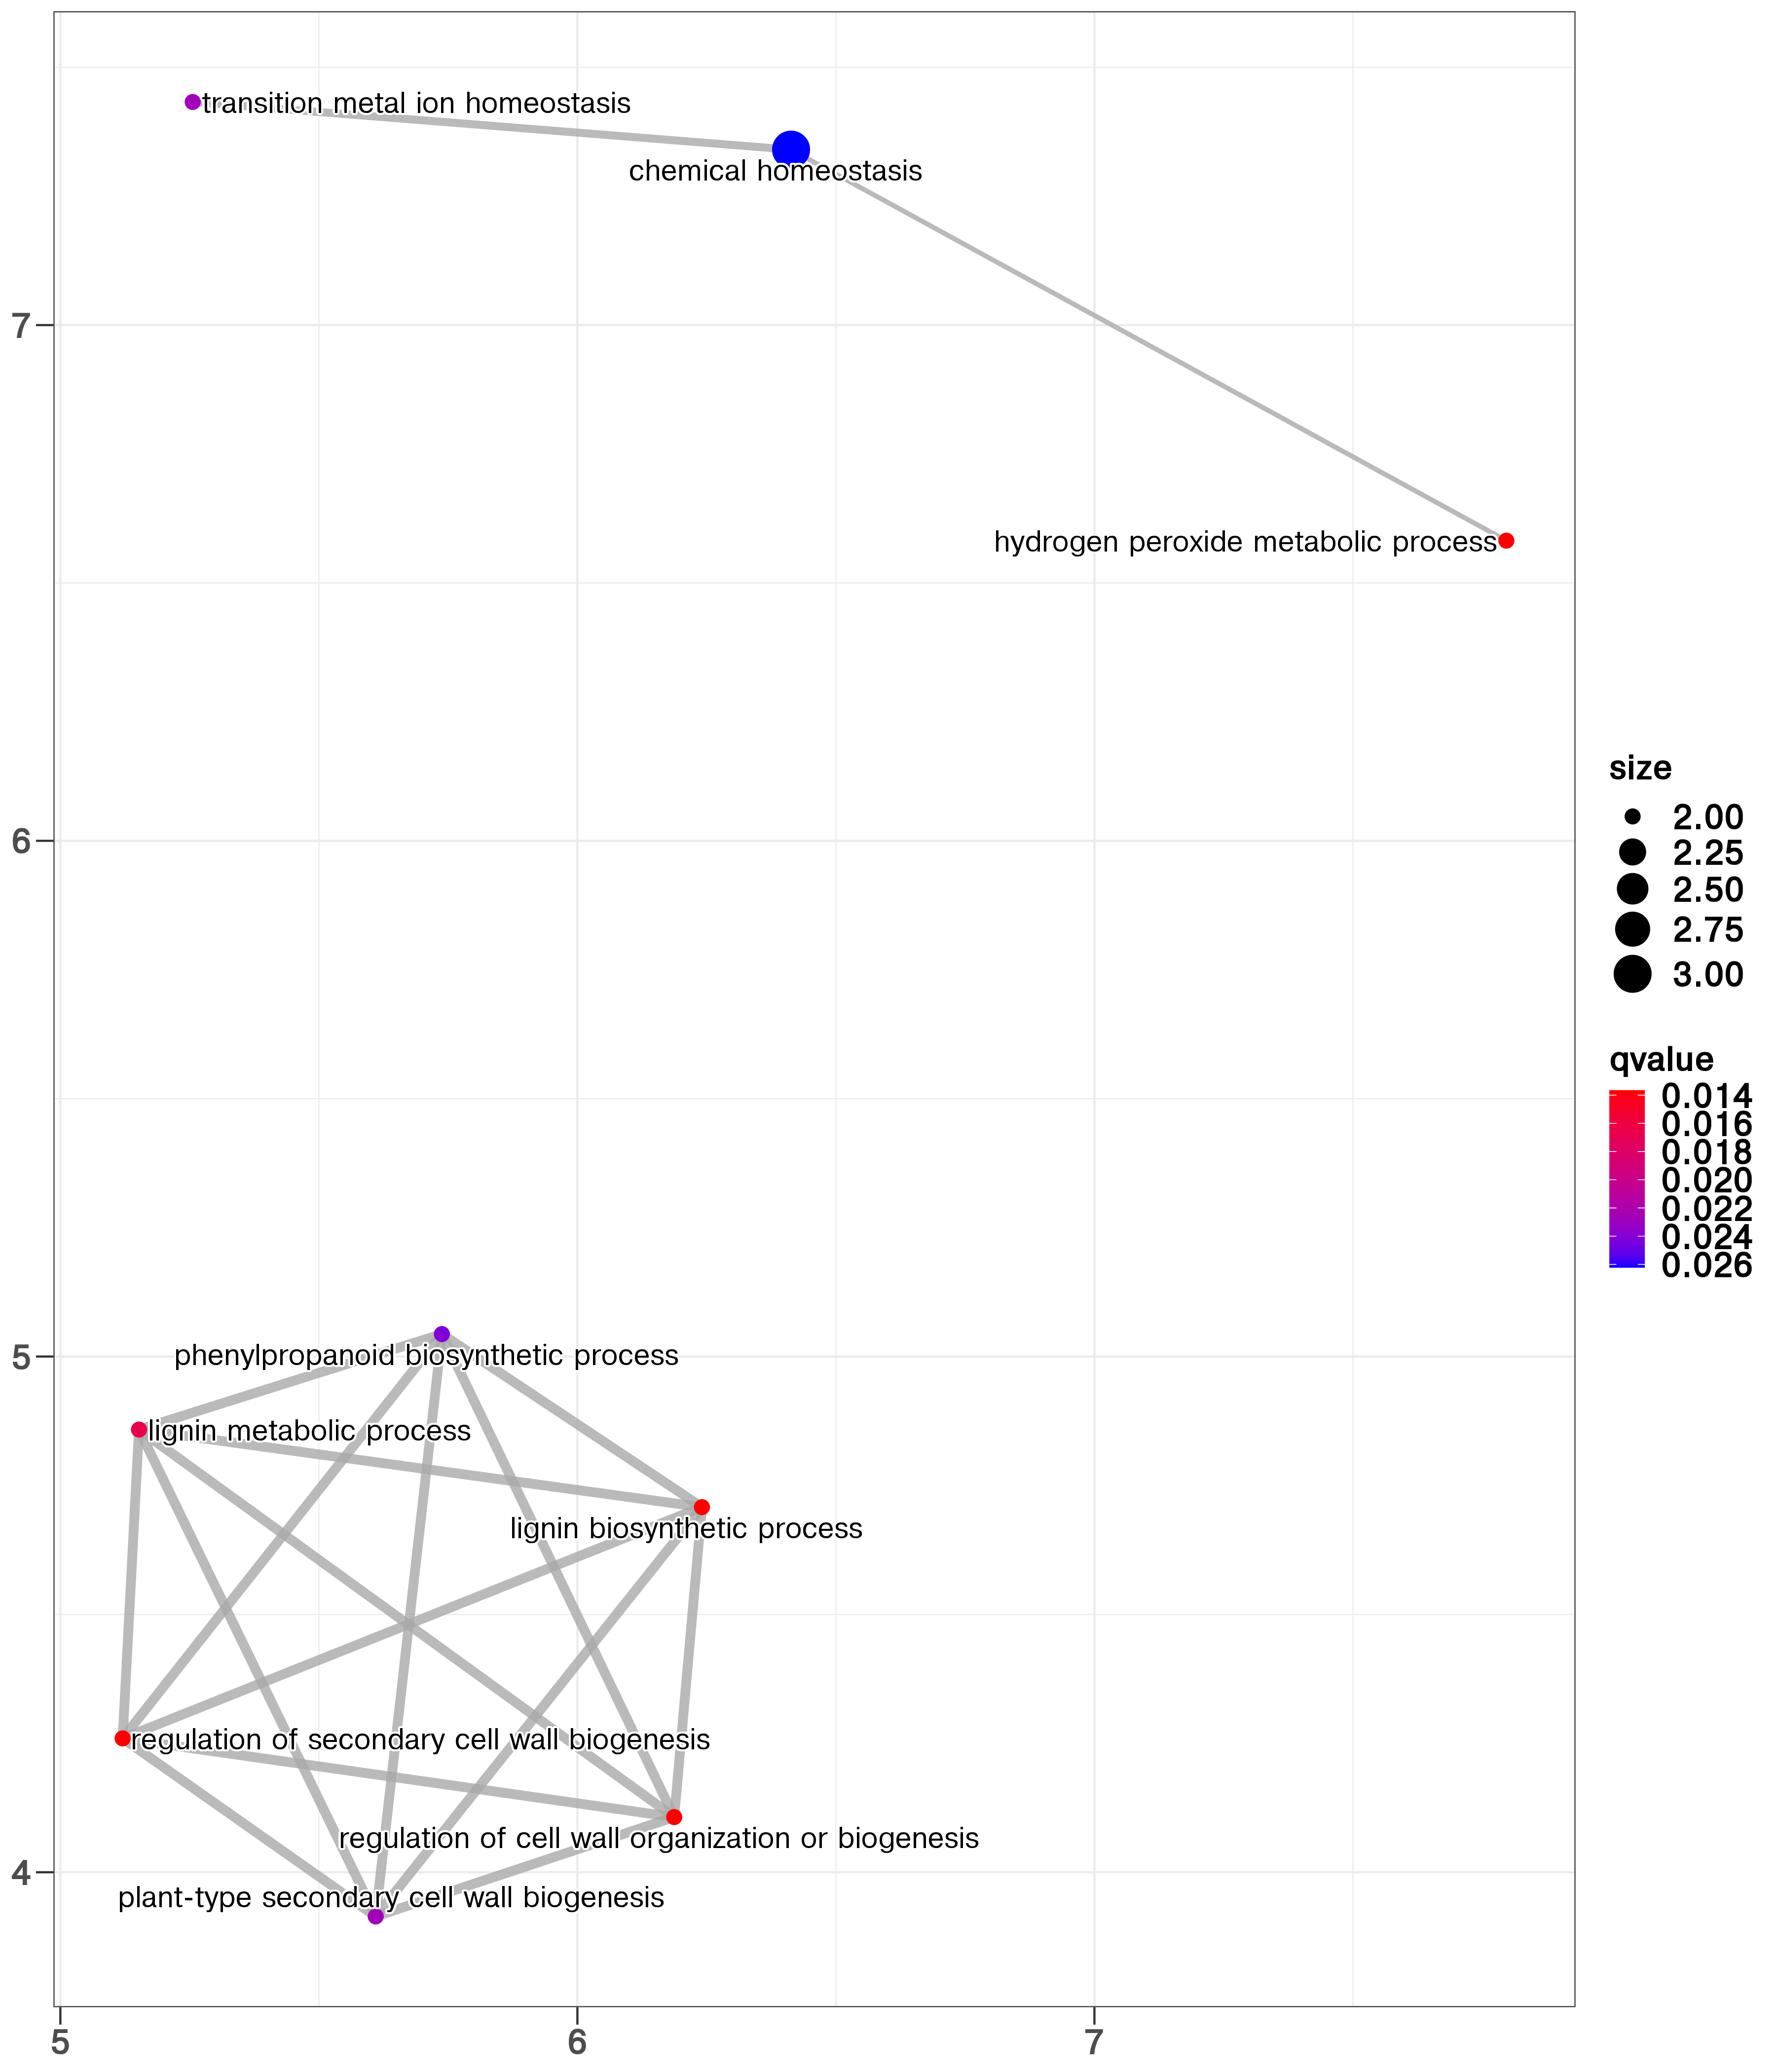 transition metal ion homeostasis
chemical homeostasis
7
hydrogen peroxide metabolic process
size
2.00
6
2.25
2.50
2.75
3.00
qvalue
0.014
0.016
0.018
0.020
0.022
0.024
0.026
phenylpropanoid biosynthetic process
5
lignin metabolic process
lignin biosynthetic process
regulation of secondary cell wall biogenesis
regulation of cell wall organization or biogenesis
4
plant-type secondary cell wall biogenesis
5
6
7